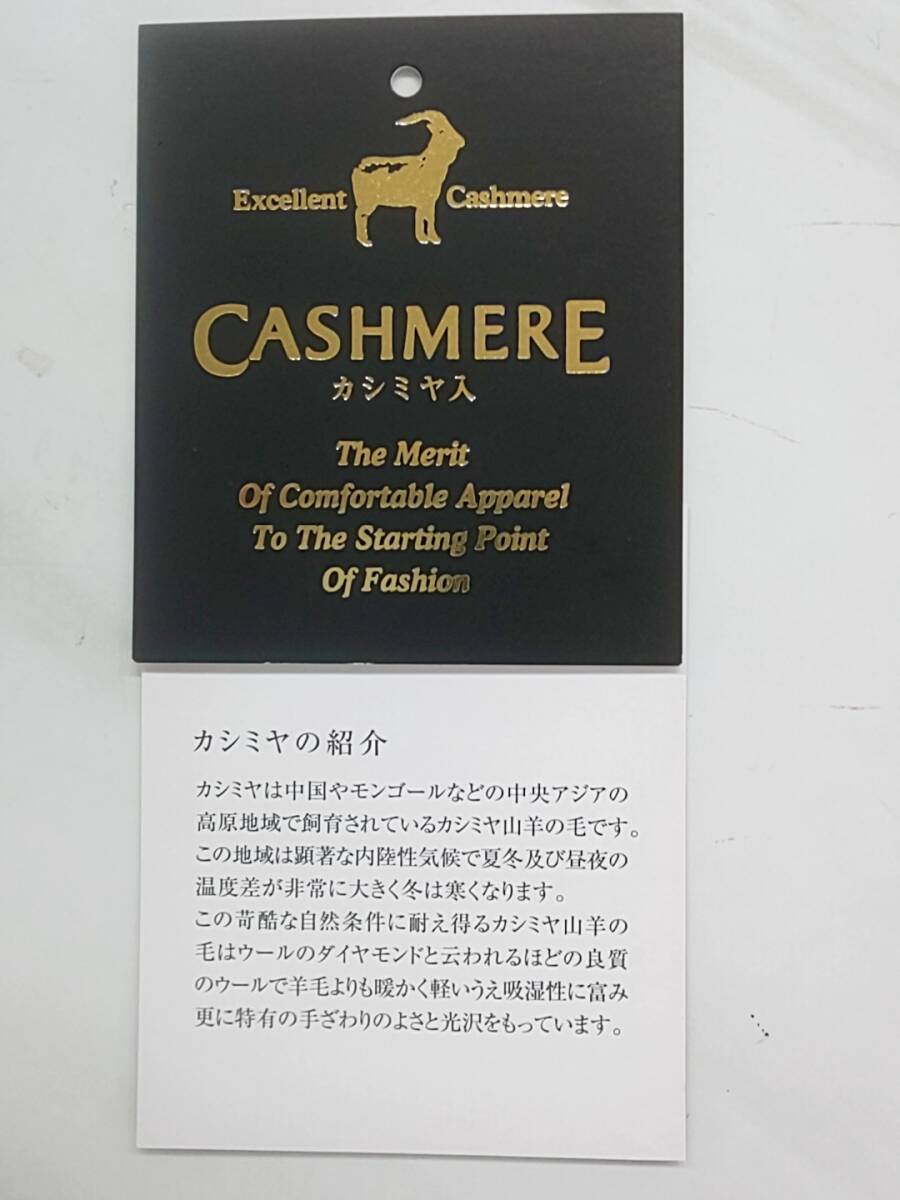 Excellent Cashmere
CASHMERE
カシミヤ入
The Merit
Of Comfortable Apparel
To The Starting Point
Of Fashion
カシミヤの紹介
カシミヤは中国やモンゴールなどの中央アジアの
高原地域で飼育されているカシミヤ山羊の毛です。
この地域は顕著な内陸性気候で夏冬及び昼夜の
温度差が非常に大きく冬は寒くなります。
この苛酷な自然条件に耐え得るカシミヤ山羊の
毛はウールのダイヤモンドと云われるほどの良質
のウールで羊毛よりも暖かく軽いうえ吸湿性に富み
更に特有の手ざわりのよさと光沢をもっています。